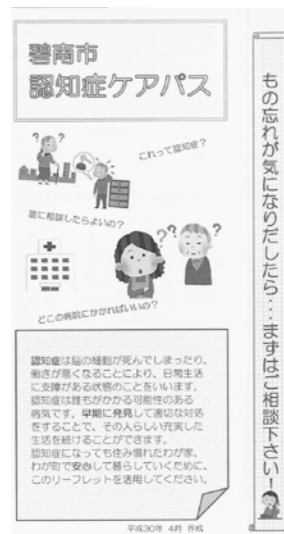 碧南市
認知症ケアパス
これって認知症？
誰に相談したらよいの？
どこの病院にかかればいいの？
認知症は脳の細胞が死んでしまったり、
働きが悪くなることにより、日常生活
に支障がある状態のことをいいます。
認知症は誰もがかかる可能性のある
病気です。早期に発見して適切な対処
をすることで、その人らしい充実した
生活を続けることができます。
認知症になっても住み慣れたわが家、
わが町で安心して暮らしていくために、
このリーフレットを活用してください。
平成30年 4月 作成
もの忘れが気になりだしたら･･･まずはご相談下さい！